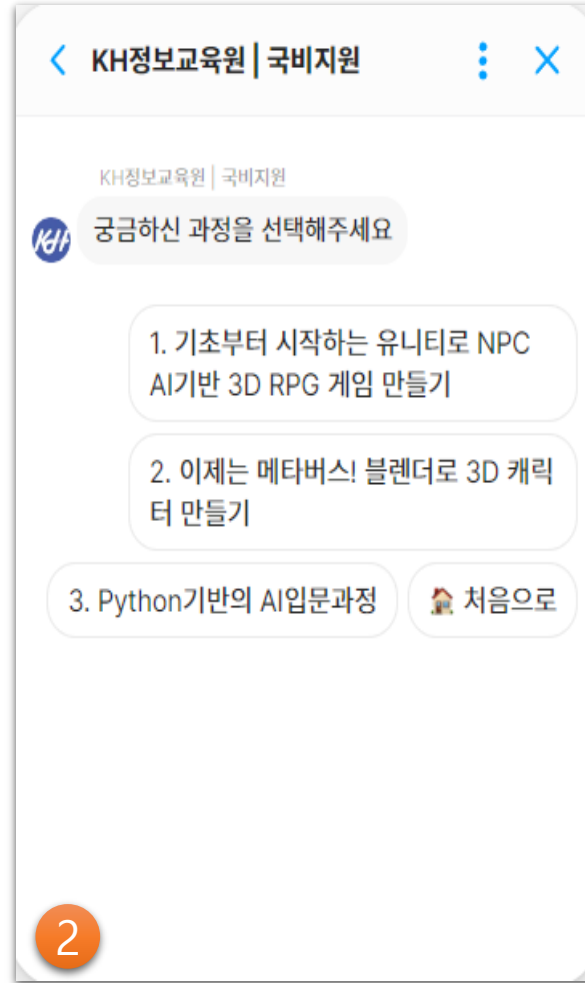 KH정보교육원 | 국비지원
KH정보교육원 | 국비지원
KH
궁금하신 과정을 선택해주세요
1. 기초부터 시작하는 유니티로 NPC
AI기반 3D RPG 게임 만들기
2. 이제는 메타버스! 블렌더로 3D 캐릭
터 만들기
3. Python기반의 AI입문과정
🏠 처음으로
2